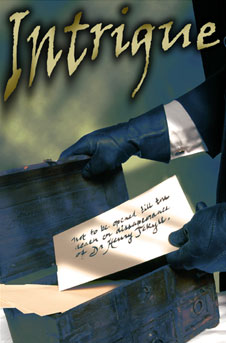 Intrigue
Not to be opened till the
death or disappearance
of Dr Henry Jekyll.